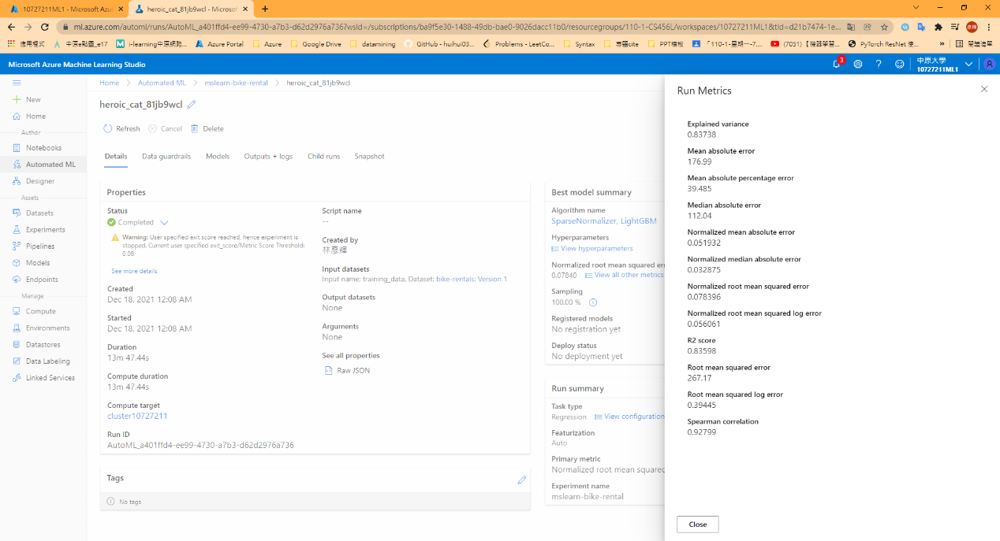 10727211ML1 - Microsoft Azu
heroic_cat_81jb9wcl - Microsof
ml.azure.com/automl/runs/AutoML_a401ffd4-ee99-4730-a7b3-d62d2976a736?wsId=/subscriptions/ba9f5e30-1488-49db-bae0-9026dacc11b0/resourcegroups/110-1-CS456L/workspaces/10727211ML1&tid=d21b7474-1e...
應用程式
中原e點靈_e17
i-learning中原網路...
Azure Portal
Azure
Google Drive
datamining
GitHub - huihui03...
Problems - LeetCo...
Syntax
專題cite
PPT模板
「110-1-星期一-7....
(7051)【機器學習...
PyTorch ResNet 使...
»
閱讀清單
Microsoft Azure Machine Learning Studio
3
中原大學
10727211ML1
New
Home
Author
Notebooks
Automated ML
Designer
Assets
Datasets
Experiments
Pipelines
Models
Endpoints
Manage
Compute
Environments
Datastores
Data Labeling
Linked Services
Home > Automated ML > mslearn-bike-rental > heroic_cat_81jb9wcl
heroic_cat_81jb9wcl
Refresh Cancel Delete
Details Data guardrails Models Outputs + logs Child runs Snapshot
Properties
Status
Completed
Warning: User specified exit score reached, hence experiment is
stopped. Current user specified exit_score/Metric Score Threshold:
0.08
See more details
Created
Dec 18, 2021 12:08 AM
Started
Dec 18, 2021 12:08 AM
Duration
13m 47.44s
Compute duration
13m 47.44s
Compute target
cluster10727211
Run ID
AutoML_a401ffd4-ee99-4730-a7b3-d62d2976a736
Script name
--
Created by
林彥輝
Input datasets
Input name: training_data, Dataset: bike-rentals: Version 1
Output datasets
None
Arguments
None
See all properties
Raw JSON
Tags
No tags
Best model summary
Algorithm name
SparseNormalizer, LightGBM
Hyperparameters
View hyperparameters
Normalized root mean squared err
0.07840 View all other metrics
Sampling
100.00 %
Registered models
No registration yet
Deploy status
No deployment yet
Run summary
Task type
Regression View configuration
Featurization
Auto
Primary metric
Normalized root mean squared
Experiment name
mslearn-bike-rental
Run Metrics
Explained variance
0.83738
Mean absolute error
176.99
Mean absolute percentage error
39.485
Median absolute error
112.04
Normalized mean absolute error
0.051932
Normalized median absolute error
0.032875
Normalized root mean squared error
0.078396
Normalized root mean squared log error
0.056061
R2 score
0.83598
Root mean squared error
267.17
Root mean squared log error
0.39445
Spearman correlation
0.92799
Close